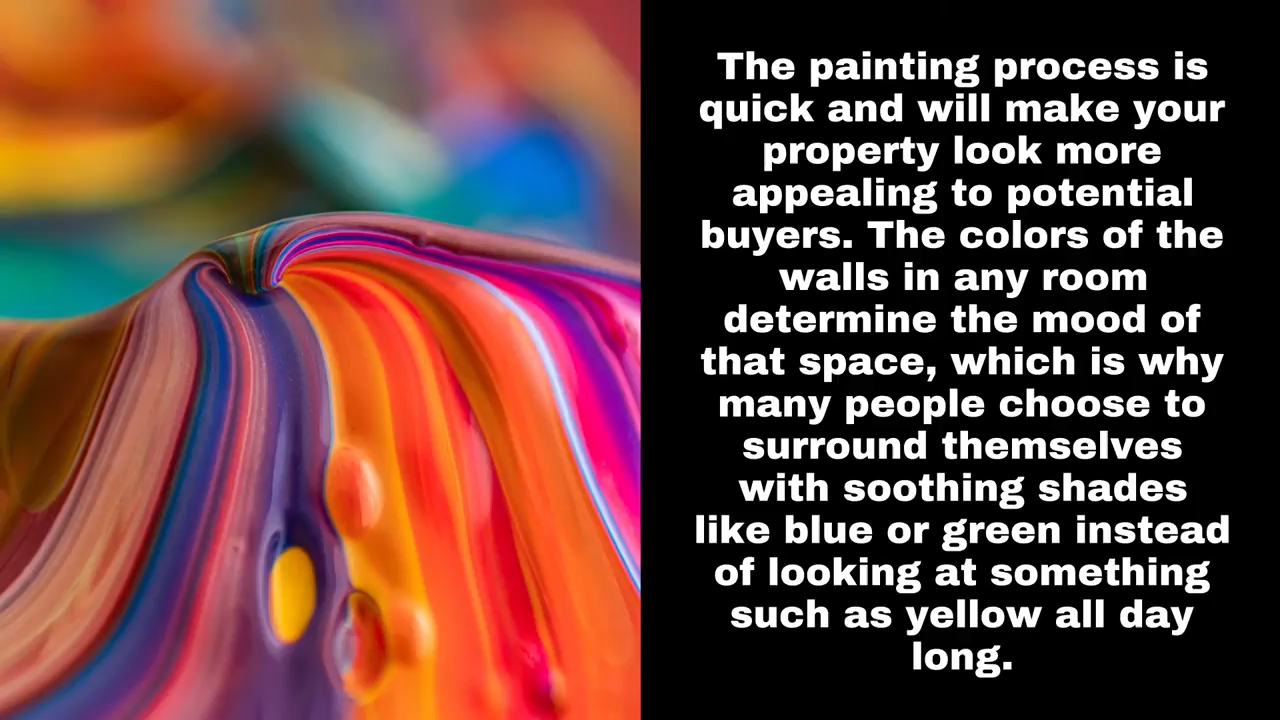 The painting process is
quick and will make your
property look more
appealing to potential
buyers. The colors of the
walls in any room
determine the mood of
that space, which is why
many people choose to
surround themselves
with soothing shades
like blue or green instead
of looking at something
such as yellow all day
long.